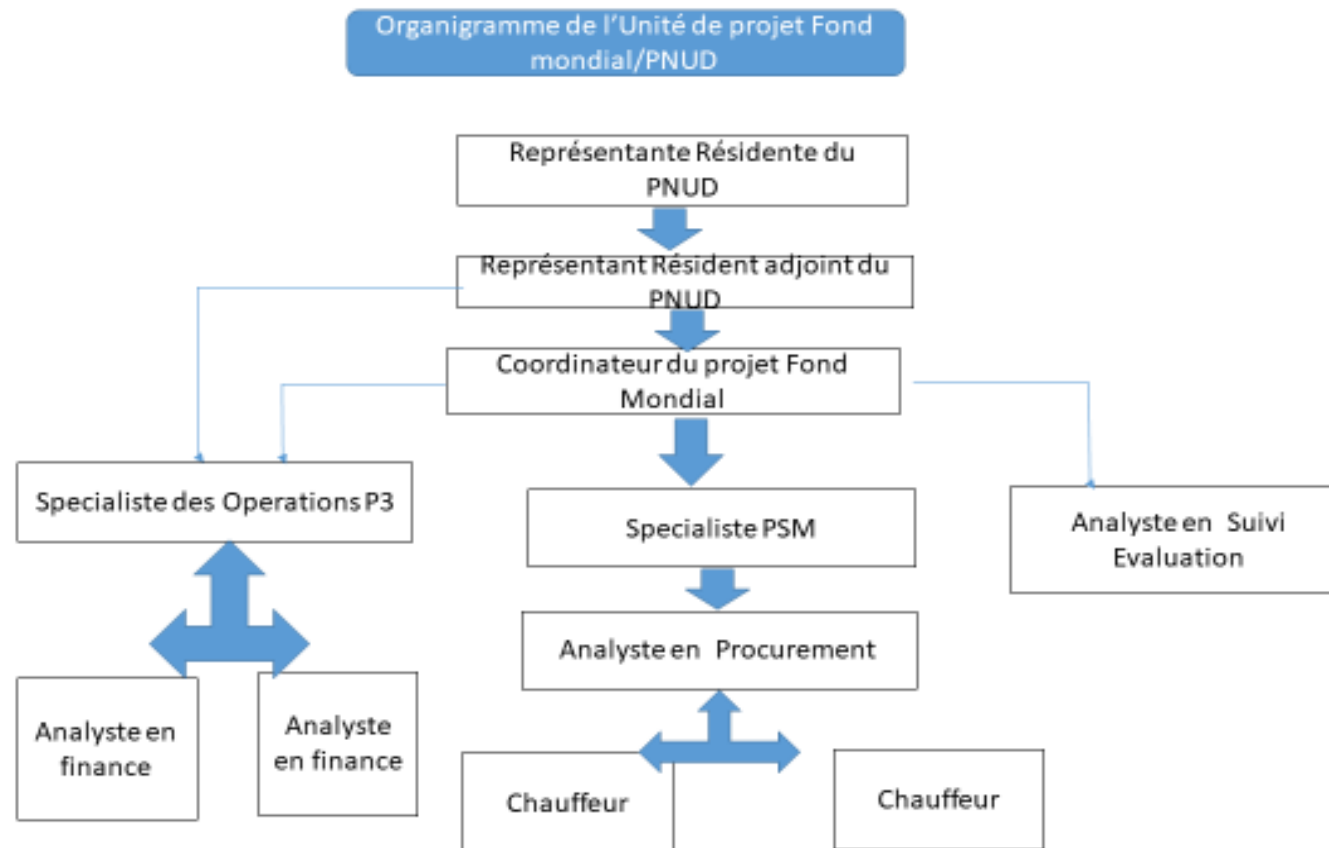 Organigramme de l'Unité de projet Fond
mondial/PNUD
Représentante Résidente du
PNUD
Représentant Résident adjoint du
PNUD
Coordinateur du projet Fond
Mondial
Specialiste des Operations P3
Specialiste PSM
Analyste en Suivi
Evaluation
Analyste en Procurement
Analyste en
finance
Analyste
en finance
Chauffeur
Chauffeur